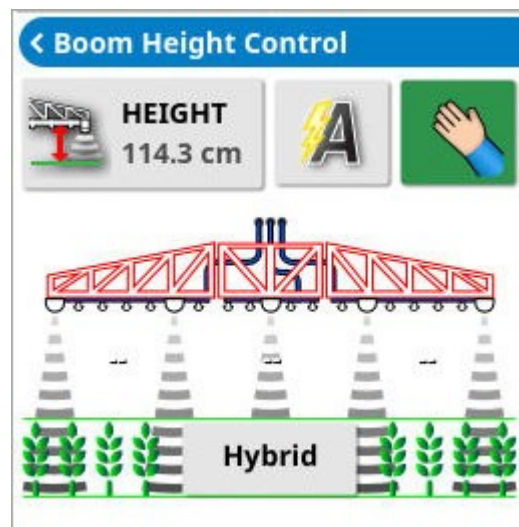 < Boom Height Control
HEIGHT
114.3 cm
A
-- -- --
Hybrid